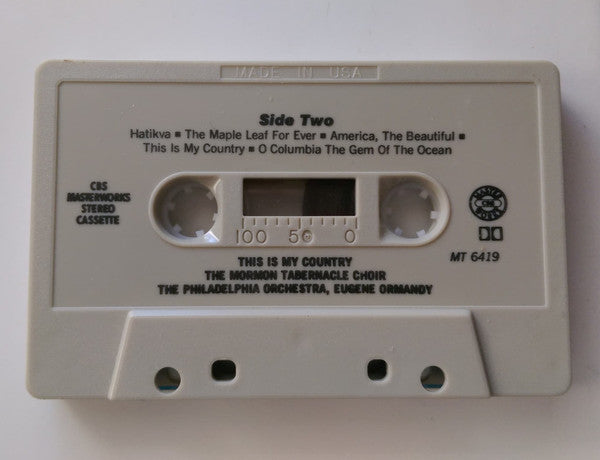 MADE IN USA
Side Two
Hatikva ■ The Maple Leaf For Ever ■ America, The Beautiful ■
This Is My Country ■ O Columbia The Gem Of The Ocean
CBS
MASTERWORKS
STEREO
CASSETTE
100 50 0
MASTER
WORKS
MT 6419
THIS IS MY COUNTRY
THE MORMON TABERNACLE CHOIR
THE PHILADELPHIA ORCHESTRA, EUGENE ORMANDY